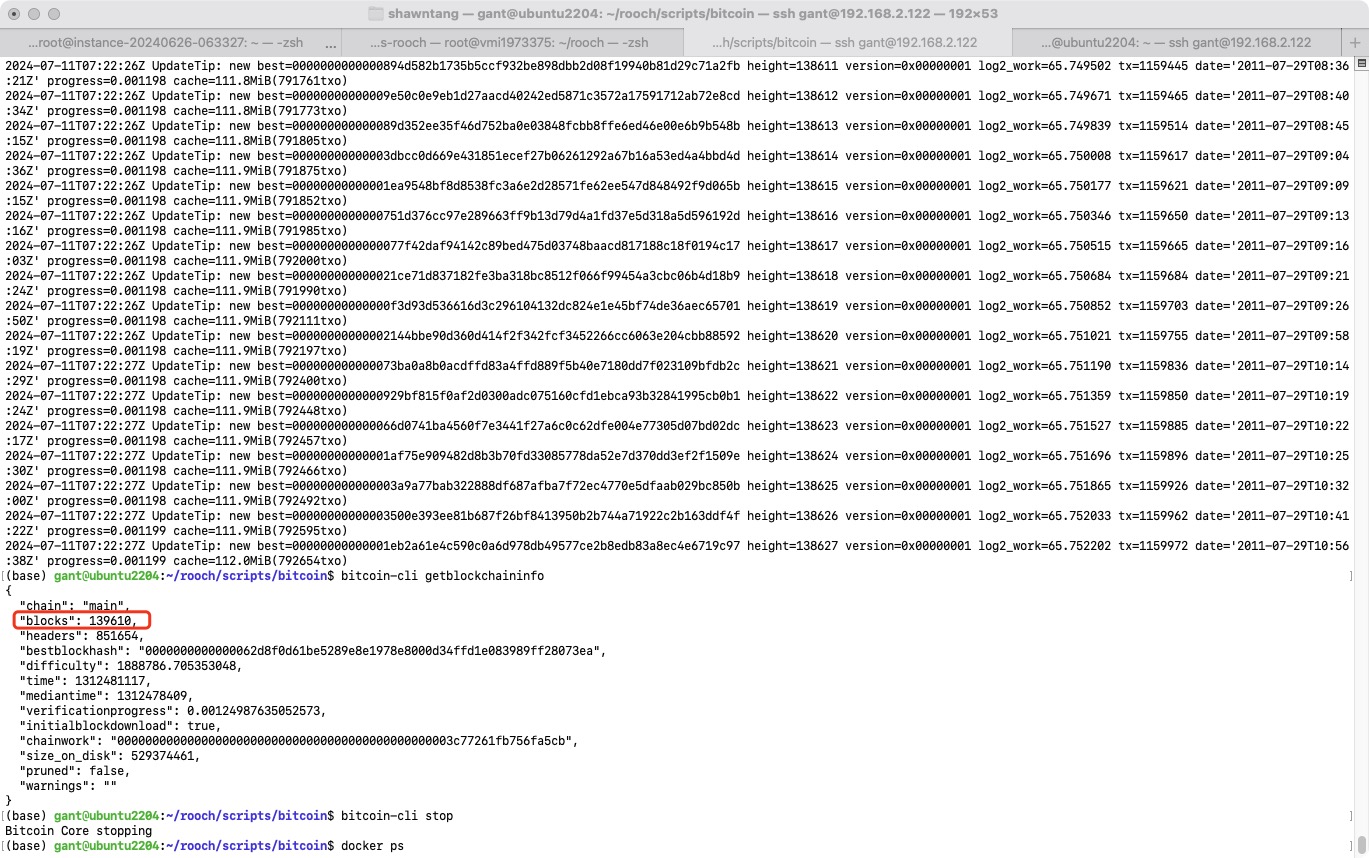 shawntang — gant@ubuntu2204: ~/rooch/scripts/bitcoin — ssh gant@192.168.2.122 — 192×53
...root@instance-20240626-063327: ~ — -zsh ... ...s-rooch — root@vmi1973375: ~/rooch — -zsh ...h/scripts/bitcoin — ssh gant@192.168.2.122 ...@ubuntu2204: ~ — ssh gant@192.168.2.122 +
2024-07-11T07:22:26Z UpdateTip: new best=0000000000000894d582b1735b5ccf932be898dbb2d08f19940b81d29c71a2fb height=138611 version=0x00000001 log2_work=65.749502 tx=1159445 date='2011-07-29T08:36
:21Z' progress=0.001198 cache=111.8MiB(791761txo)
2024-07-11T07:22:26Z UpdateTip: new best=00000000000009e50c0e9eb1d27aacd40242ed5871c3572a17591712ab72e8cd height=138612 version=0x00000001 log2_work=65.749671 tx=1159465 date='2011-07-29T08:40
:34Z' progress=0.001198 cache=111.8MiB(791773txo)
2024-07-11T07:22:26Z UpdateTip: new best=000000000000089d352ee35f46d752ba0e03848fcbb8ffe6ed46e00e6b9b548b height=138613 version=0x00000001 log2_work=65.749839 tx=1159514 date='2011-07-29T08:45
:15Z' progress=0.001198 cache=111.8MiB(791805txo)
2024-07-11T07:22:26Z UpdateTip: new best=00000000000003dbcc0d669e431851ecef27b06261292a67b16a53ed4a4bbd4d height=138614 version=0x00000001 log2_work=65.750008 tx=1159617 date='2011-07-29T09:04
:36Z' progress=0.001198 cache=111.9MiB(791875txo)
2024-07-11T07:22:26Z UpdateTip: new best=00000000000001ea9548bf8d8538fc3a6e2d28571fe62ee547d848492f9d065b height=138615 version=0x00000001 log2_work=65.750177 tx=1159621 date='2011-07-29T09:09
:15Z' progress=0.001198 cache=111.9MiB(791852txo)
2024-07-11T07:22:26Z UpdateTip: new best=0000000000000751d376cc97e289663ff9b13d79d4a1fd37e5d318a5d596192d height=138616 version=0x00000001 log2_work=65.750346 tx=1159650 date='2011-07-29T09:13
:16Z' progress=0.001198 cache=111.9MiB(791985txo)
2024-07-11T07:22:26Z UpdateTip: new best=000000000000077f42daf94142c89bed475d03748baacd817188c18f0194c17 height=138617 version=0x00000001 log2_work=65.750515 tx=1159665 date='2011-07-29T09:16
:03Z' progress=0.001198 cache=111.9MiB(792000txo)
2024-07-11T07:22:26Z UpdateTip: new best=000000000000021ce71d837182fe3ba318bc8512f066f99454a3cbc06b4d18b9 height=138618 version=0x00000001 log2_work=65.750684 tx=1159684 date='2011-07-29T09:21
:24Z' progress=0.001198 cache=111.9MiB(791990txo)
2024-07-11T07:22:26Z UpdateTip: new best=00000000000000f3d93d536616d3c296104132dc824e1e45bf74de36aec65701 height=138619 version=0x00000001 log2_work=65.750852 tx=1159703 date='2011-07-29T09:26
:50Z' progress=0.001198 cache=111.9MiB(792111txo)
2024-07-11T07:22:26Z UpdateTip: new best=0000000000002144bbe90d360d414f2f342fcf3452266cc6063e204cbb88592 height=138620 version=0x00000001 log2_work=65.751021 tx=1159755 date='2011-07-29T09:58
:19Z' progress=0.001198 cache=111.9MiB(792197txo)
2024-07-11T07:22:27Z UpdateTip: new best=000000000000073ba0a8b0acdffd83a4ffd889f5b40e7180dd7f023109bfdb2c height=138621 version=0x00000001 log2_work=65.751190 tx=1159836 date='2011-07-29T10:14
:29Z' progress=0.001198 cache=111.9MiB(792400txo)
2024-07-11T07:22:27Z UpdateTip: new best=0000000000000929bf815f0af2d0300adc075160cfd1ebca93b32841995cb0b1 height=138622 version=0x00000001 log2_work=65.751359 tx=1159850 date='2011-07-29T10:19
:24Z' progress=0.001198 cache=111.9MiB(792448txo)
2024-07-11T07:22:27Z UpdateTip: new best=000000000000066d0741ba4560f7e3441f27a6c0c62dfe004e77305d07bd02dc height=138623 version=0x00000001 log2_work=65.751527 tx=1159885 date='2011-07-29T10:22
:17Z' progress=0.001198 cache=111.9MiB(792457txo)
2024-07-11T07:22:27Z UpdateTip: new best=00000000000001af75e909482d8b3b70fd33085778da52e7d370dd3ef2f1509e height=138624 version=0x00000001 log2_work=65.751696 tx=1159896 date='2011-07-29T10:25
:30Z' progress=0.001198 cache=111.9MiB(792466txo)
2024-07-11T07:22:27Z UpdateTip: new best=00000000000003a9a77bab322888df687afba7f72ec4770e5dfaab029bc850b height=138625 version=0x00000001 log2_work=65.751865 tx=1159926 date='2011-07-29T10:32
:00Z' progress=0.001198 cache=111.9MiB(792492txo)
2024-07-11T07:22:27Z UpdateTip: new best=00000000000003500e393ee81b687f26bf8413950b2b744a71922c2b163ddf4f height=138626 version=0x00000001 log2_work=65.752033 tx=1159962 date='2011-07-29T10:41
:22Z' progress=0.001199 cache=111.9MiB(792595txo)
2024-07-11T07:22:27Z UpdateTip: new best=00000000000001eb2a61e4c590c0a6d978db49577ce2b8edb83a8ec4e6719c97 height=138627 version=0x00000001 log2_work=65.752202 tx=1159972 date='2011-07-29T10:56
:38Z' progress=0.001199 cache=112.0MiB(792654txo)
[(base) gant@ubuntu2204:~/rooch/scripts/bitcoin$ bitcoin-cli getblockchaininfo ]
{
"chain": "main",
"blocks": 139610,
"headers": 851654,
"bestblockhash": "0000000000000062d8f0d61be5289e8e1978e8000d34ffd1e083989ff28073ea",
"difficulty": 1888786.705353048,
"time": 1312481117,
"mediantime": 1312478409,
"verificationprogress": 0.00124987635052573,
"initialblockdownload": true,
"chainwork": "000000000000000000000000000000000000000000000003c77261fb756fa5cb",
"size_on_disk": 529374461,
"pruned": false,
"warnings": ""
}
[(base) gant@ubuntu2204:~/rooch/scripts/bitcoin$ bitcoin-cli stop ]
Bitcoin Core stopping
[(base) gant@ubuntu2204:~/rooch/scripts/bitcoin$ docker ps ]